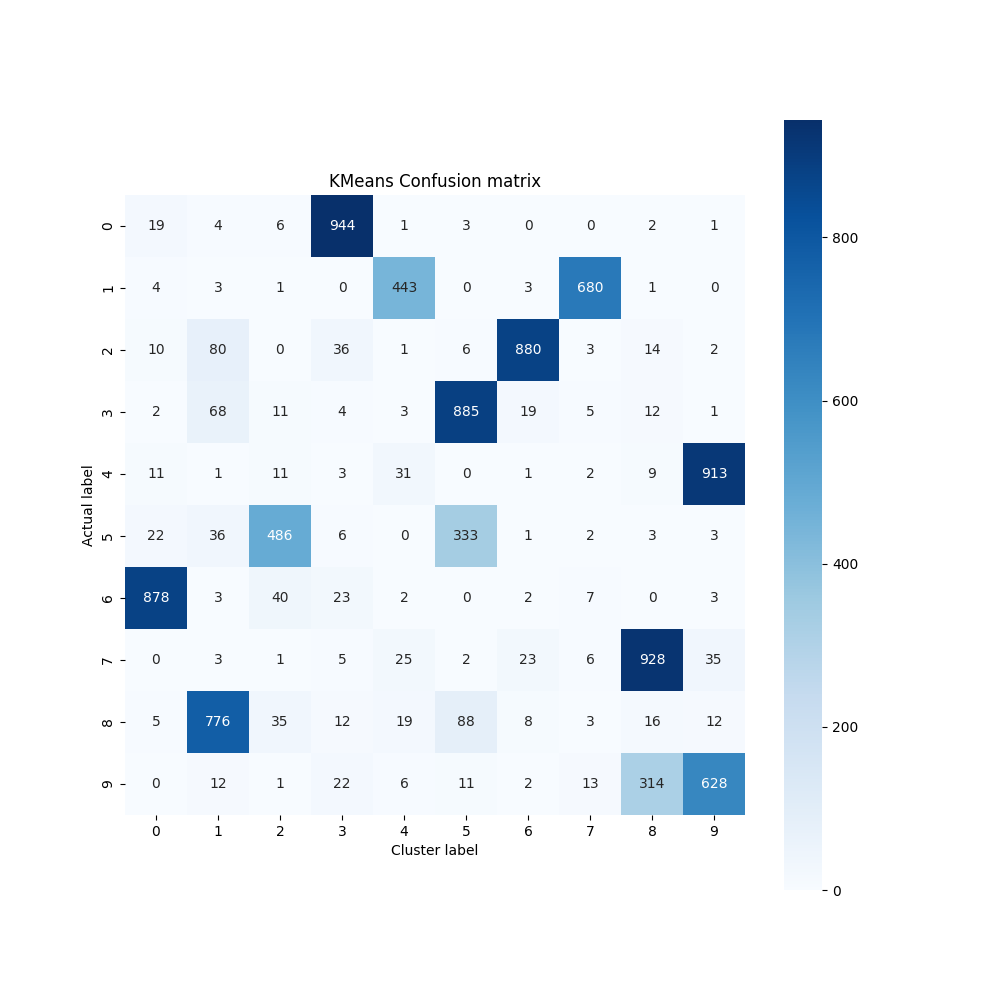 KMeans Confusion matrix
0 19 4 6 944 1 3 0 0 2 1
1 4 3 1 0 443 0 3 680 1 0
2 10 80 0 36 1 6 880 3 14 2
3 2 68 11 4 3 885 19 5 12 1
4 11 1 11 3 31 0 1 2 9 913
5 22 36 486 6 0 333 1 2 3 3
6 878 3 40 23 2 0 2 7 0 3
7 0 3 1 5 25 2 23 6 928 35
8 5 776 35 12 19 88 8 3 16 12
9 0 12 1 22 6 11 2 13 314 628
0 1 2 3 4 5 6 7 8 9
Cluster label
Actual label
800
600
400
200
0